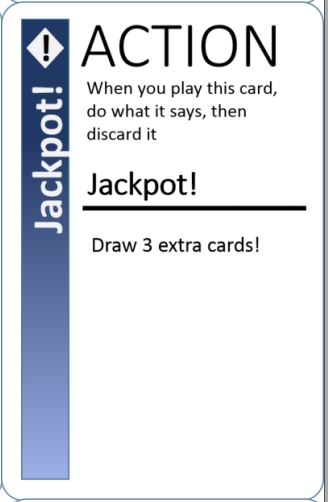 !
ACTION
When you play this card,
do what it says, then
discard it
Jackpot!
Jackpot!
Draw 3 extra cards!